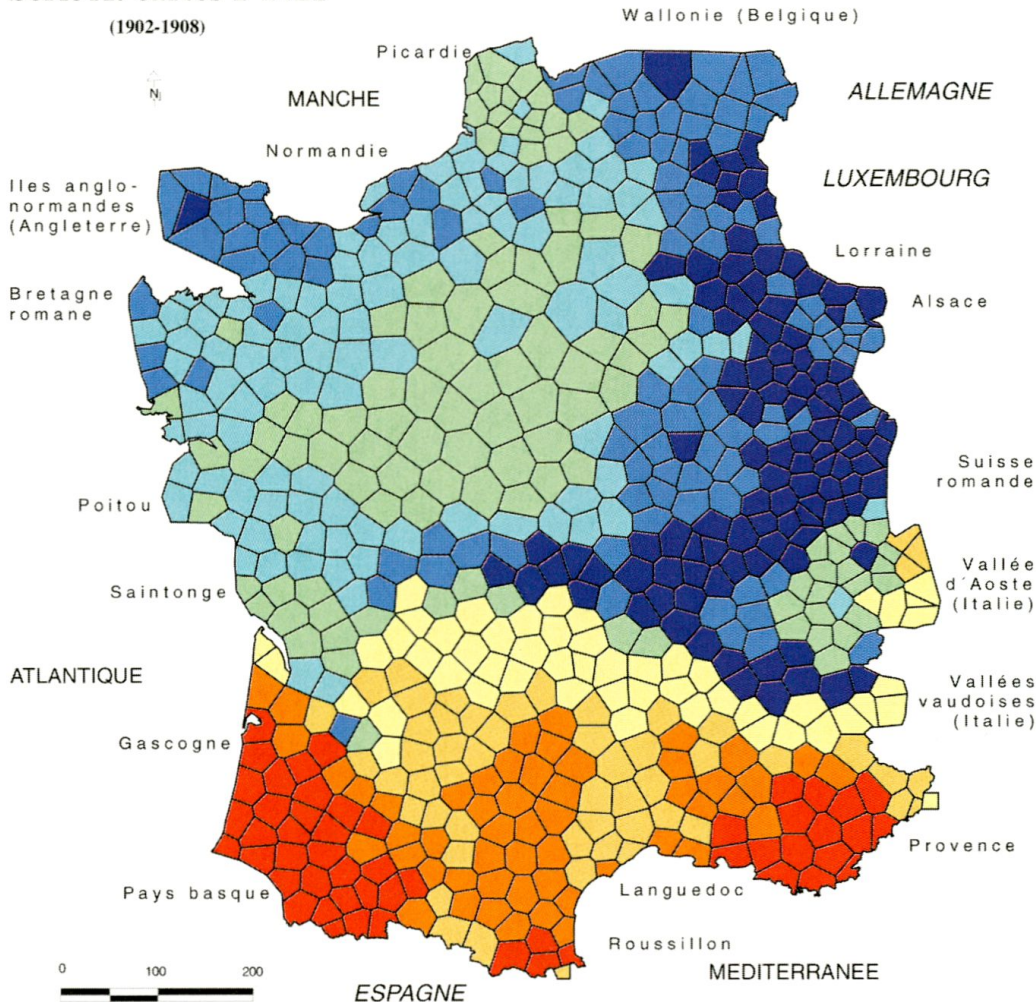 (1902-1908)
Wallonie (Belgique)
Picardie
N
MANCHE
ALLEMAGNE
Normandie
Iles anglo-
normandes
(Angleterre)
LUXEMBOURG
Lorraine
Bretagne
romane
Alsace
Suisse
romande
Poitou
Vallée
d'Aoste
(Italie)
Saintonge
ATLANTIQUE
Vallées
vaudoises
(Italie)
Gascogne
Provence
Pays basque
Languedoc
Roussillon
0 100 200
MEDITERRANEE
ESPAGNE